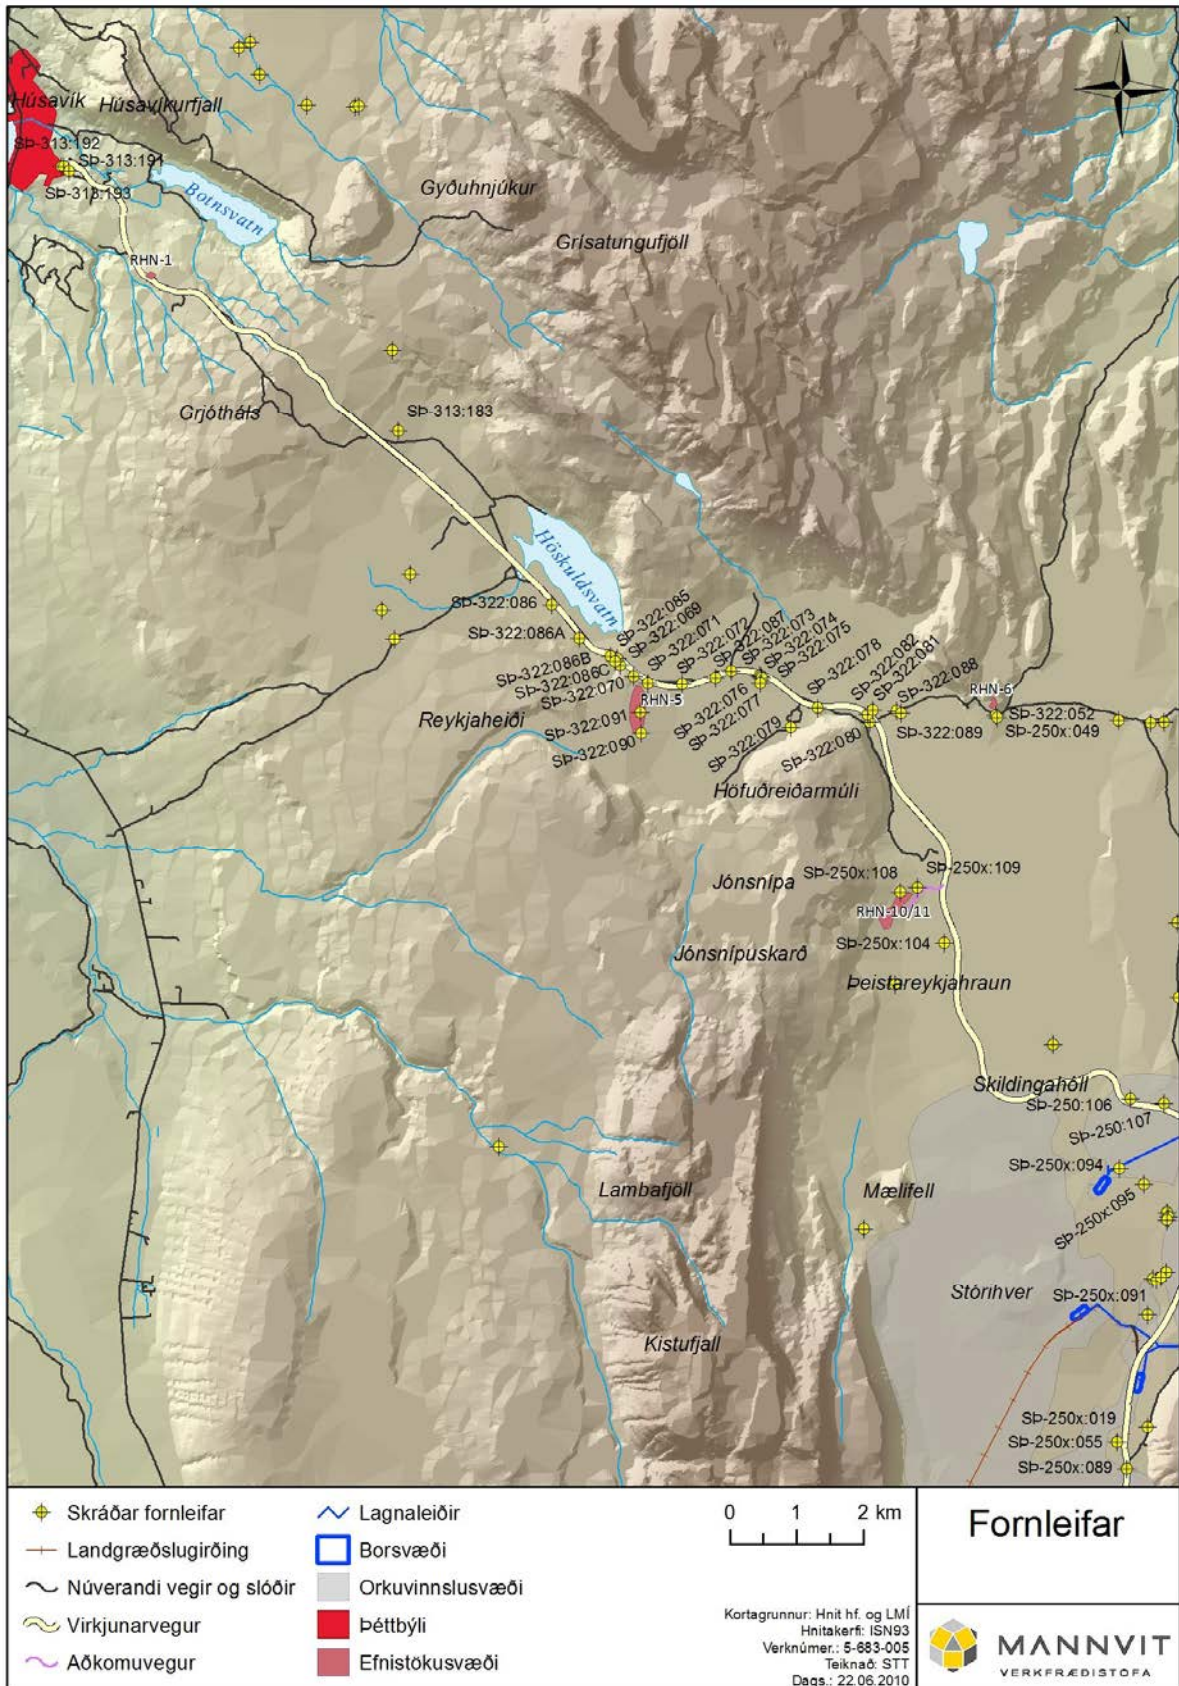 N
Húsavík
Húsavíkurfjall
SÞ-313:192
SÞ-313:191
SÞ-313:193
Botnsvatn
Gyðuhnjúkur
Grísatungufjöll
RHN-1
Grjótháls
SÞ-313:183
Höskuldsvatn
SÞ-322:086
SÞ-322:086A
SÞ-322:086B
SÞ-322:086C
SÞ-322:070
SÞ-322:085
SÞ-322:069
SÞ-322:071
SÞ-322:072
SÞ-322:087
SÞ-322:073
SÞ-322:074
SÞ-322:075
SÞ-322:078
SÞ-322:082
SÞ-322:081
SÞ-322:088
RHN-6
RHN-5
Reykjaheiði
SÞ-322:091
SÞ-322:090
SÞ-322:076
SÞ-322:077
SÞ-322:079
SÞ-322:080
SÞ-322:089
SÞ-322:052
SÞ-250x:049
Höfuðreiðarmúli
Jónsnípa
SÞ-250x:108
SÞ-250x:109
RHN-10/11
SÞ-250x:104
Jónsnípuskarð
Þeistareykjahraun
Skildingahóll
SÞ-250:106
SÞ-250:107
SÞ-250x:094
SÞ-250x:095
Lambafjöll
Mælifell
Stórihver
SÞ-250x:091
Kistufjall
SÞ-250x:019
SÞ-250x:055
SÞ-250x:089
Skráðar fornleifar
Landgræðslugirðing
Núverandi vegir og slóðir
Virkjunarvegur
Aðkomuvegur
Lagnaleiðir
Borsvæði
Orkuvinnslusvæði
Þéttbýli
Efnistökusvæði
0 1 2 km
Kortagrunnur: Hnit hf. og LMÍ
Hnitakerfi: ISN93
Verknúmer.: 5-683-005
Teiknað: STT
Dags.: 22.06.2010
Fornleifar
MANNVIT
VERKFRÆÐISTOFA